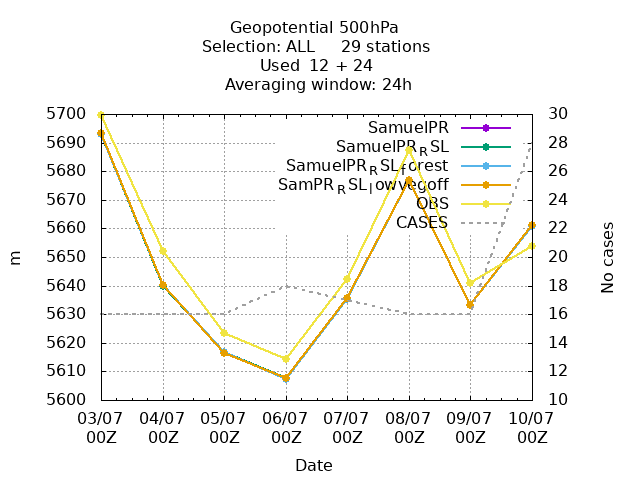 Geopotential 500hPa
Selection: ALL 29 stations
Used 12 + 24
Averaging window: 24h
5700
5690
5680
5670
5660
5650
5640
5630
5620
5610
5600
m
30
28
26
24
22
20
18
16
14
12
10
No cases
SamuelPR
SamuelPR_RSL
SamuelPR_RSL_forest
SamPR_RSL_lowvegoff
OBS
CASES
03/07 04/07 05/07 06/07 07/07 08/07 09/07 10/07
00Z 00Z 00Z 00Z 00Z 00Z 00Z 00Z
Date